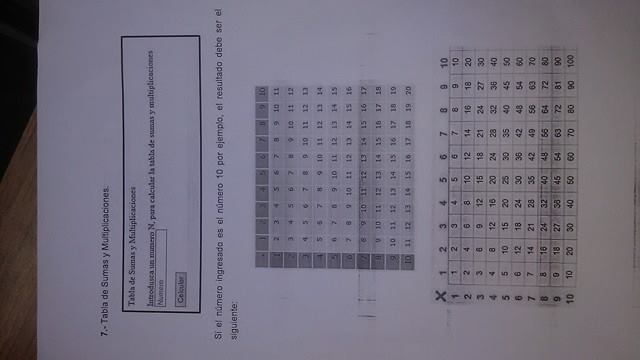 7.- Tabla de Sumas y Multiplicaciones.
Tabla de Sumas y Multiplicaciones
Introdusca un numero N, para calcular la tabla de sumas y multiplicaciones
Numero
Calcular
Si el número ingresado es el número 10 por ejemplo, el resultado debe ser el
siguiente:
+ 1 2 3 4 5 6 7 8 9 10
1 2 3 4 5 6 7 8 9 10 11
2 3 4 5 6 7 8 9 10 11 12
3 4 5 6 7 8 9 10 11 12 13
4 5 6 7 8 9 10 11 12 13 14
5 6 7 8 9 10 11 12 13 14 15
6 7 8 9 10 11 12 13 14 15 16
7 8 9 10 11 12 13 14 15 16 17
8 9 10 11 12 13 14 15 16 17 18
9 10 11 12 13 14 15 16 17 18 19
10 11 12 13 14 15 16 17 18 19 20
X 1 2 3 4 5 6 7 8 9 10
1 1 2 3 4 5 6 7 8 9 10
2 2 4 6 8 10 12 14 16 18 20
3 3 6 9 12 15 18 21 24 27 30
4 4 8 12 16 20 24 28 32 36 40
5 5 10 15 20 25 30 35 40 45 50
6 6 12 18 24 30 36 42 48 54 60
7 7 14 21 28 35 42 49 56 63 70
8 8 16 24 32 40 48 56 64 72 80
9 9 18 27 36 45 54 63 72 81 90
10 10 20 30 40 50 60 70 80 90 100